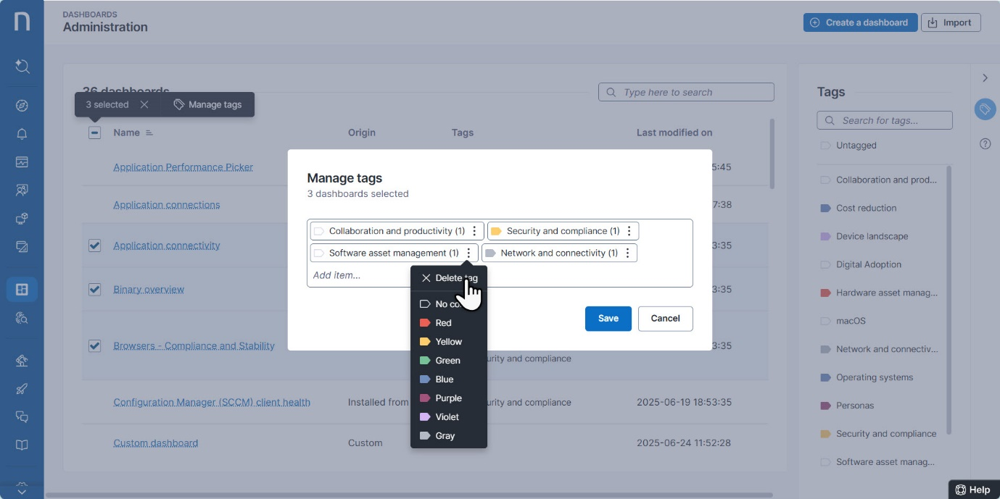 n
DASHBOARDS
Administration
Create a dashboard
Import
36 dashboards
Type here to search
3 selected
Manage tags
Name
Origin
Tags
Last modified on
Application Performance Picker
5:45
Application connections
7:38
Application connectivity
3:35
Binary overview
3:35
Browsers - Compliance and Stability
3:35
urity and compliance
Configuration Manager (SCCM) client health
Installed from
urity and compliance
2025-06-19 18:53:35
Custom dashboard
Custom
2025-06-24 11:52:28
Manage tags
3 dashboards selected
Collaboration and productivity (1)
Security and compliance (1)
Software asset management (1)
Network and connectivity (1)
Add item...
Save
Cancel
Delete tag
No co
Red
Yellow
Green
Blue
Purple
Violet
Gray
Tags
Search for tags...
Untagged
Collaboration and prod...
Cost reduction
Device landscape
Digital Adoption
Hardware asset manag...
macOS
Network and connectiv...
Operating systems
Personas
Security and compliance
Software asset manag...
Help